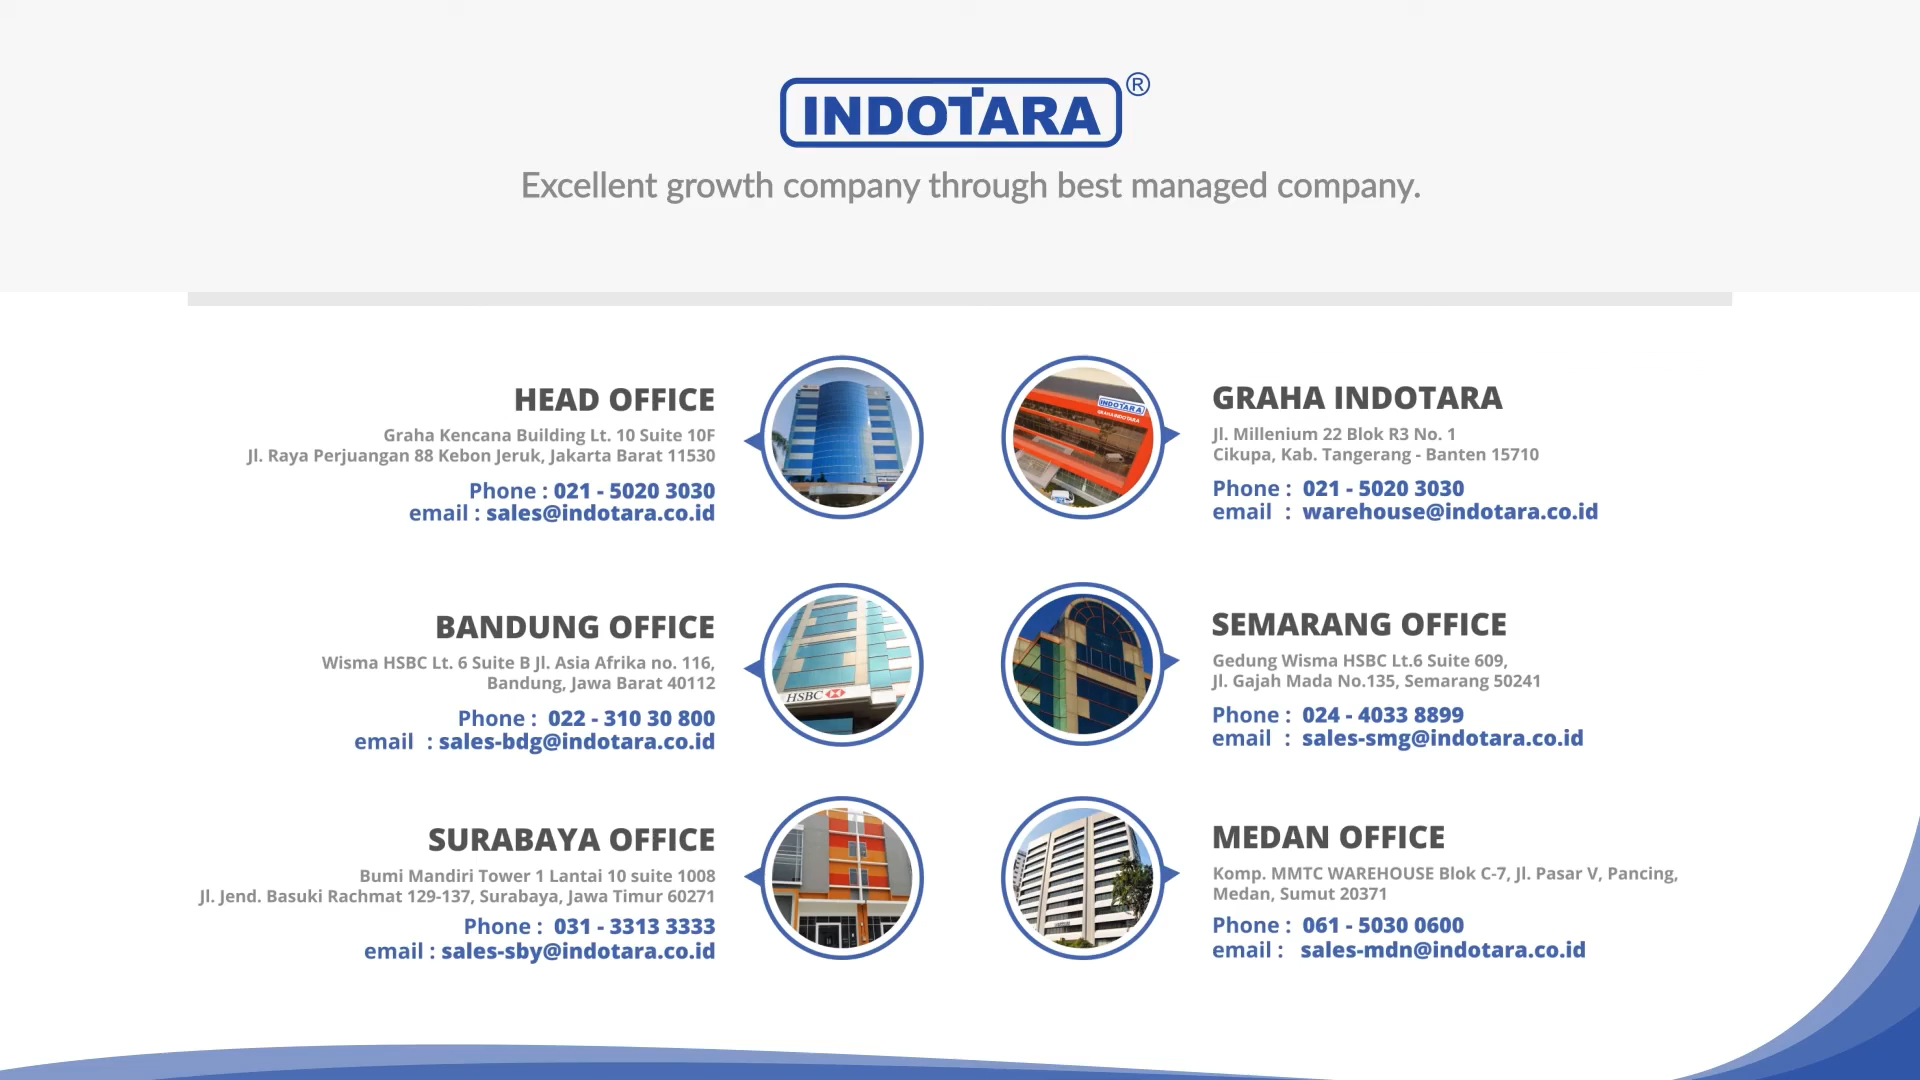 INDOTARA®
Excellent growth company through best managed company.
HEAD OFFICE
Graha Kencana Building Lt. 10 Suite 10F
Jl. Raya Perjuangan 88 Kebon Jeruk, Jakarta Barat 11530
Phone : 021 - 5020 3030
email : sales@indotara.co.id
INDOTARA
GRAHA INDOTARA
GRAHA INDOTARA
Jl. Millenium 22 Blok R3 No. 1
Cikupa, Kab. Tangerang - Banten 15710
Phone : 021 - 5020 3030
email : warehouse@indotara.co.id
BANDUNG OFFICE
Wisma HSBC Lt. 6 Suite B Jl. Asia Afrika no. 116,
Bandung, Jawa Barat 40112
Phone : 022 - 310 30 800
email : sales-bdg@indotara.co.id
HSBC
SEMARANG OFFICE
Gedung Wisma HSBC Lt.6 Suite 609,
Jl. Gajah Mada No.135, Semarang 50241
Phone : 024 - 4033 8899
email : sales-smg@indotara.co.id
SURABAYA OFFICE
Bumi Mandiri Tower 1 Lantai 10 suite 1008
Jl. Jend. Basuki Rachmat 129-137, Surabaya, Jawa Timur 60271
Phone : 031 - 3313 3333
email : sales-sby@indotara.co.id
MEDAN OFFICE
Komp. MMTC WAREHOUSE Blok C-7, Jl. Pasar V, Pancing,
Medan, Sumut 20371
Phone : 061 - 5030 0600
email : sales-mdn@indotara.co.id